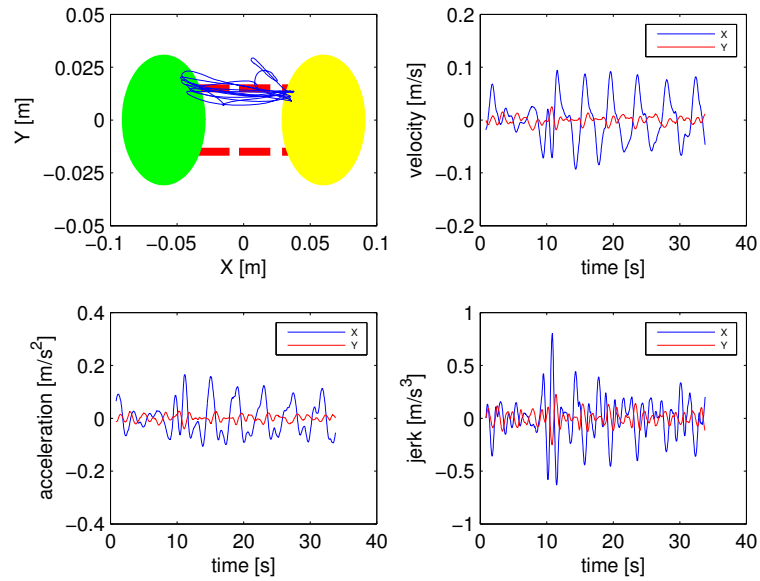 0.05
0.025
0
−0.025
−0.05
Y [m]
−0.1 −0.05 0 0.05 0.1
X [m]
0.2
0.1
0
−0.1
−0.2
velocity [m/s]
X
Y
0 10 20 30 40
time [s]
0.4
0.2
0
−0.2
−0.4
acceleration [m/s²]
X
Y
0 10 20 30 40
time [s]
1
0.5
0
−0.5
−1
jerk [m/s³]
X
Y
0 10 20 30 40
time [s]